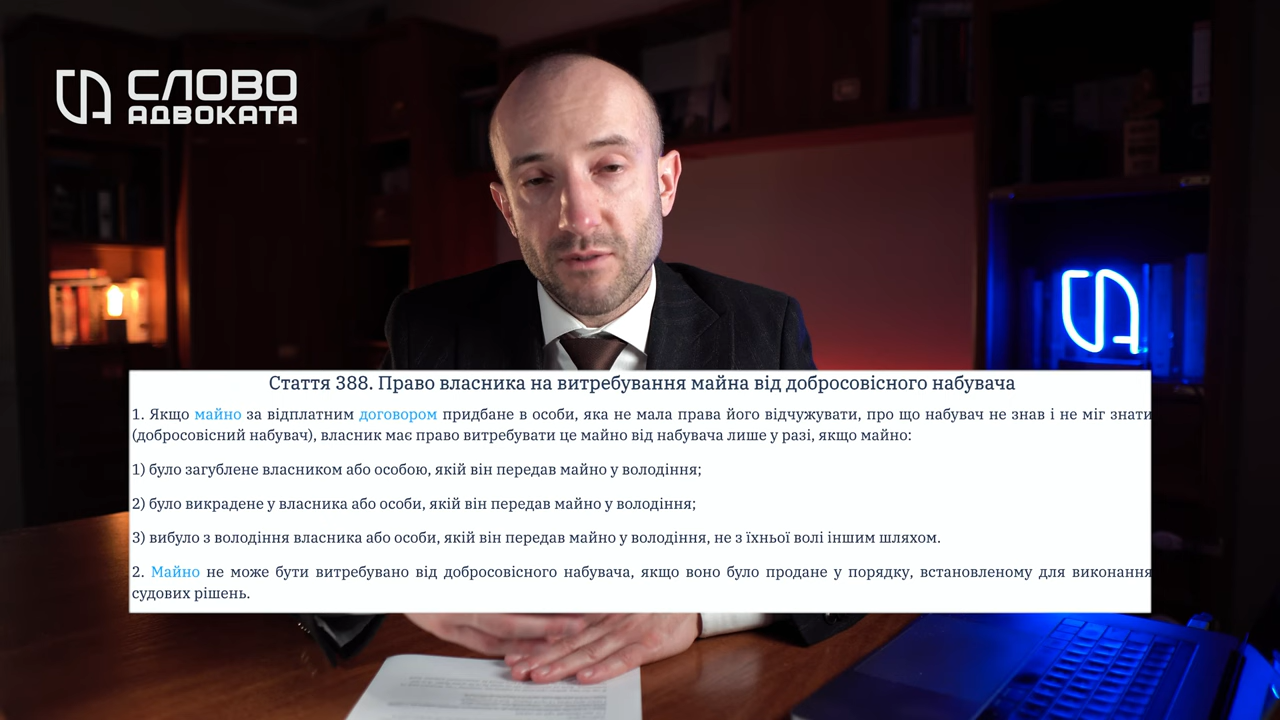 СЛОВО
АДВОКАТА
Стаття 388. Право власника на витребування майна від добросовісного набувача
1. Якщо майно за відплатним договором придбане в особи, яка не мала права його відчужувати, про що набувач не знав і не міг знати
(добросовісний набувач), власник має право витребувати це майно від набувача лише у разі, якщо майно:
1) було загублене власником або особою, якій він передав майно у володіння;
2) було викрадене у власника або особи, якій він передав майно у володіння;
3) вибуло з володіння власника або особи, якій він передав майно у володіння, не з їхньої волі іншим шляхом.
2. Майно не може бути витребувано від добросовісного набувача, якщо воно було продане у порядку, встановленому для виконання
судових рішень.